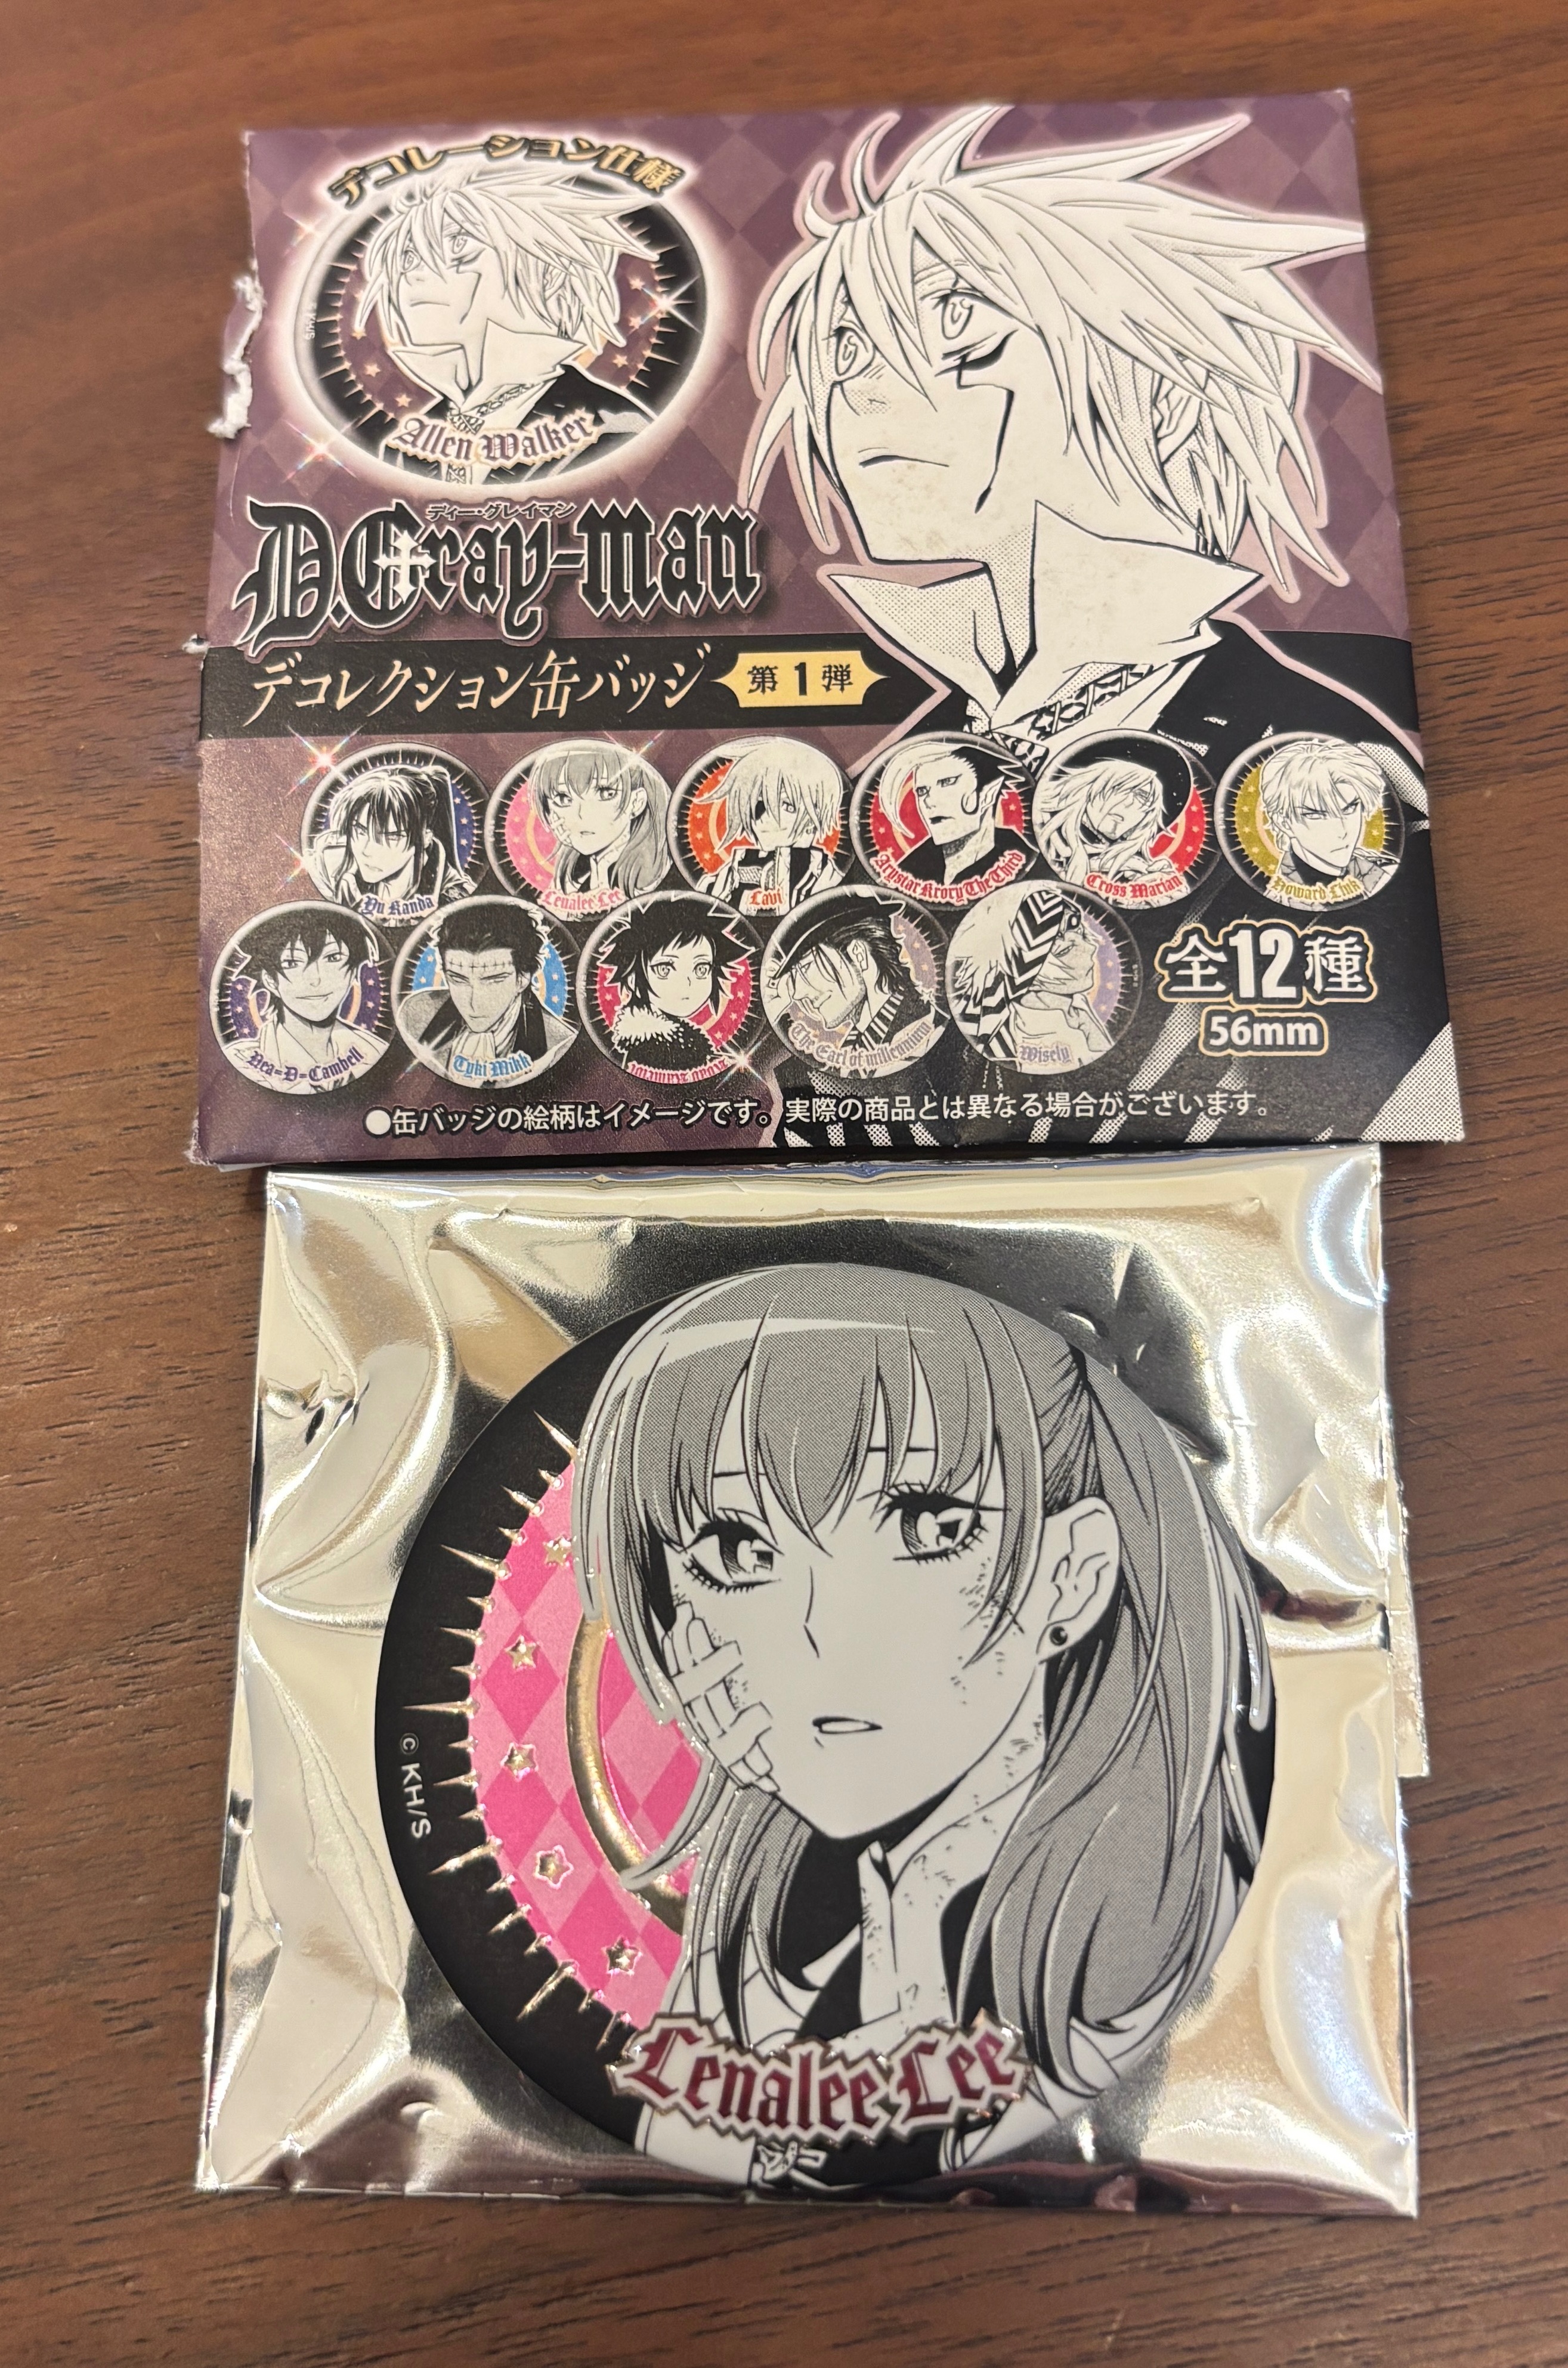 デコレーション仕様
©KH/S
Allen Walker
ディー・グレイマン
D.Gray-man
デコレクション缶バッジ 第1弾
Yu Kanda Lenalee Lee Lavi Arystar Krory The Third Cross Marian Howard Link
Nea=D=Cambell Tyki Mikk The Earl of millennium Wisely
全12種
56mm
●缶バッジの絵柄はイメージです。実際の商品とは異なる場合がございます。
©KH/S
Lenalee Lee